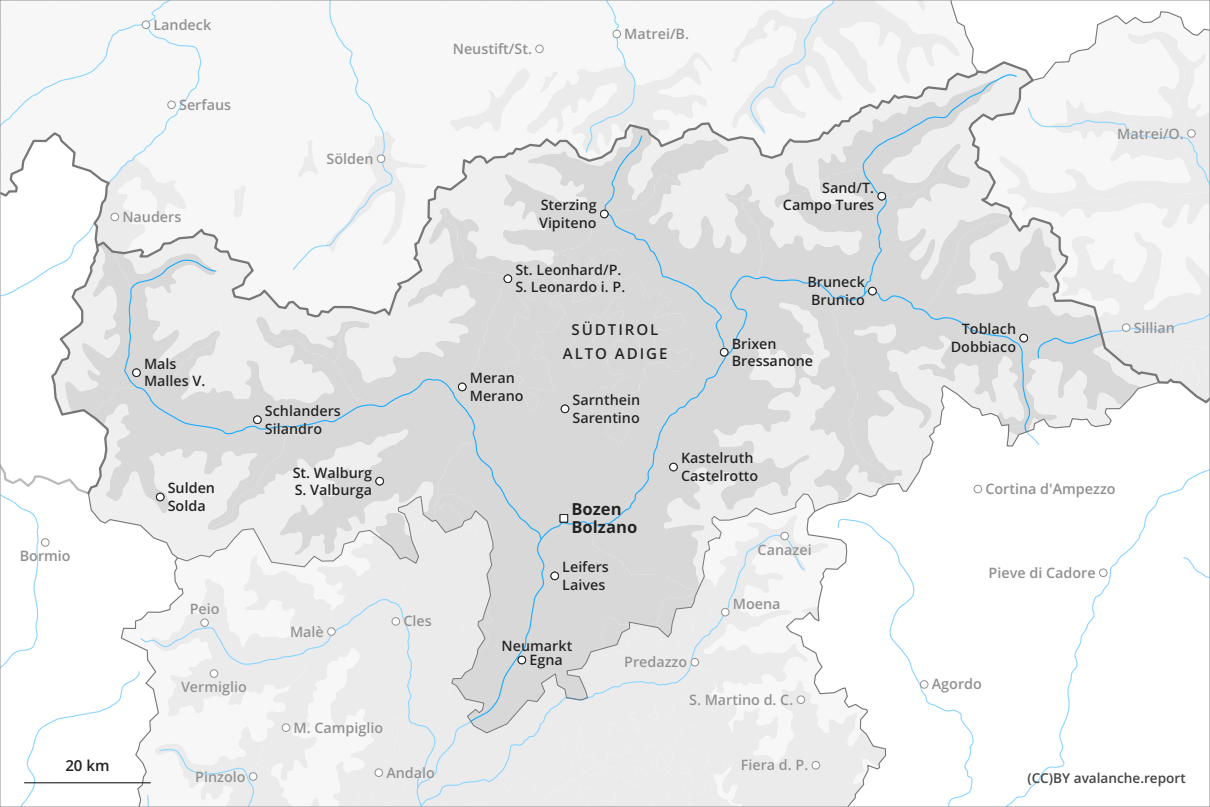 Landeck
Matrei/B.
Neustift/St.
Serfaus
Matrei/O.
Sölden
Nauders
Sand/T.
Campo Tures
Sterzing
Vipiteno
St. Leonhard/P.
S. Leonardo i. P.
Bruneck
Brunico
SÜDTIROL
ALTO ADIGE
Toblach
Dobbiaco
Sillian
Brixen
Bressanone
Mals
Malles V.
Meran
Merano
Sarnthein
Sarentino
Schlanders
Silandro
Kastelruth
Castelrotto
St. Walburg
S. Valburga
Sulden
Solda
Cortina d'Ampezzo
Bozen
Bolzano
Bormio
Canazei
Leifers
Laives
Pieve di Cadore
Peio
Moena
Malè
Cles
Neumarkt
Egna
Predazzo
Vermiglio
Agordo
S. Martino d. C.
M. Campiglio
20 km
Pinzolo
Andalo
Fiera d. P.
(CC)BY avalanche.report